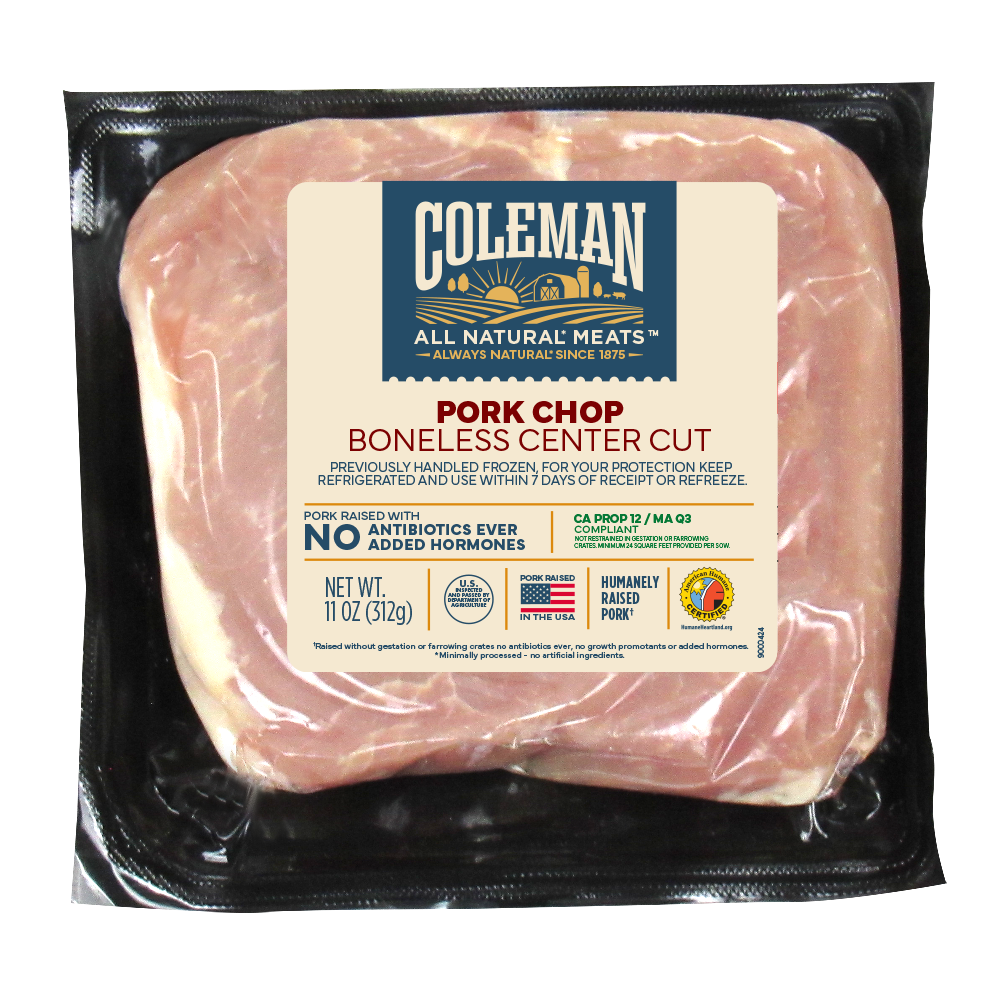 COLEMAN
ALL NATURAL* MEATS™
ALWAYS NATURAL* SINCE 1875
PORK CHOP
BONELESS CENTER CUT
PREVIOUSLY HANDLED FROZEN, FOR YOUR PROTECTION KEEP
REFRIGERATED AND USE WITHIN 7 DAYS OF RECEIPT OR REFREEZE.
PORK RAISED WITH
NO ANTIBIOTICS EVER
ADDED HORMONES
CA PROP 12 / MA Q3
COMPLIANT
NOT RESTRAINED IN GESTATION OR FARROWING
CRATES. MINIMUM 24 SQUARE FEET PROVIDED PER SOW.
NET WT.
11 OZ (312g)
U.S.
INSPECTED
AND PASSED BY
DEPARTMENT OF
AGRICULTURE
PORK RAISED
IN THE USA
HUMANELY
RAISED
PORK†
American Humane
CERTIFIED
HumaneHeartland.org
†Raised without gestation or farrowing crates no antibiotics ever, no growth promotants or added hormones.
*Minimally processed - no artificial ingredients.
9000424